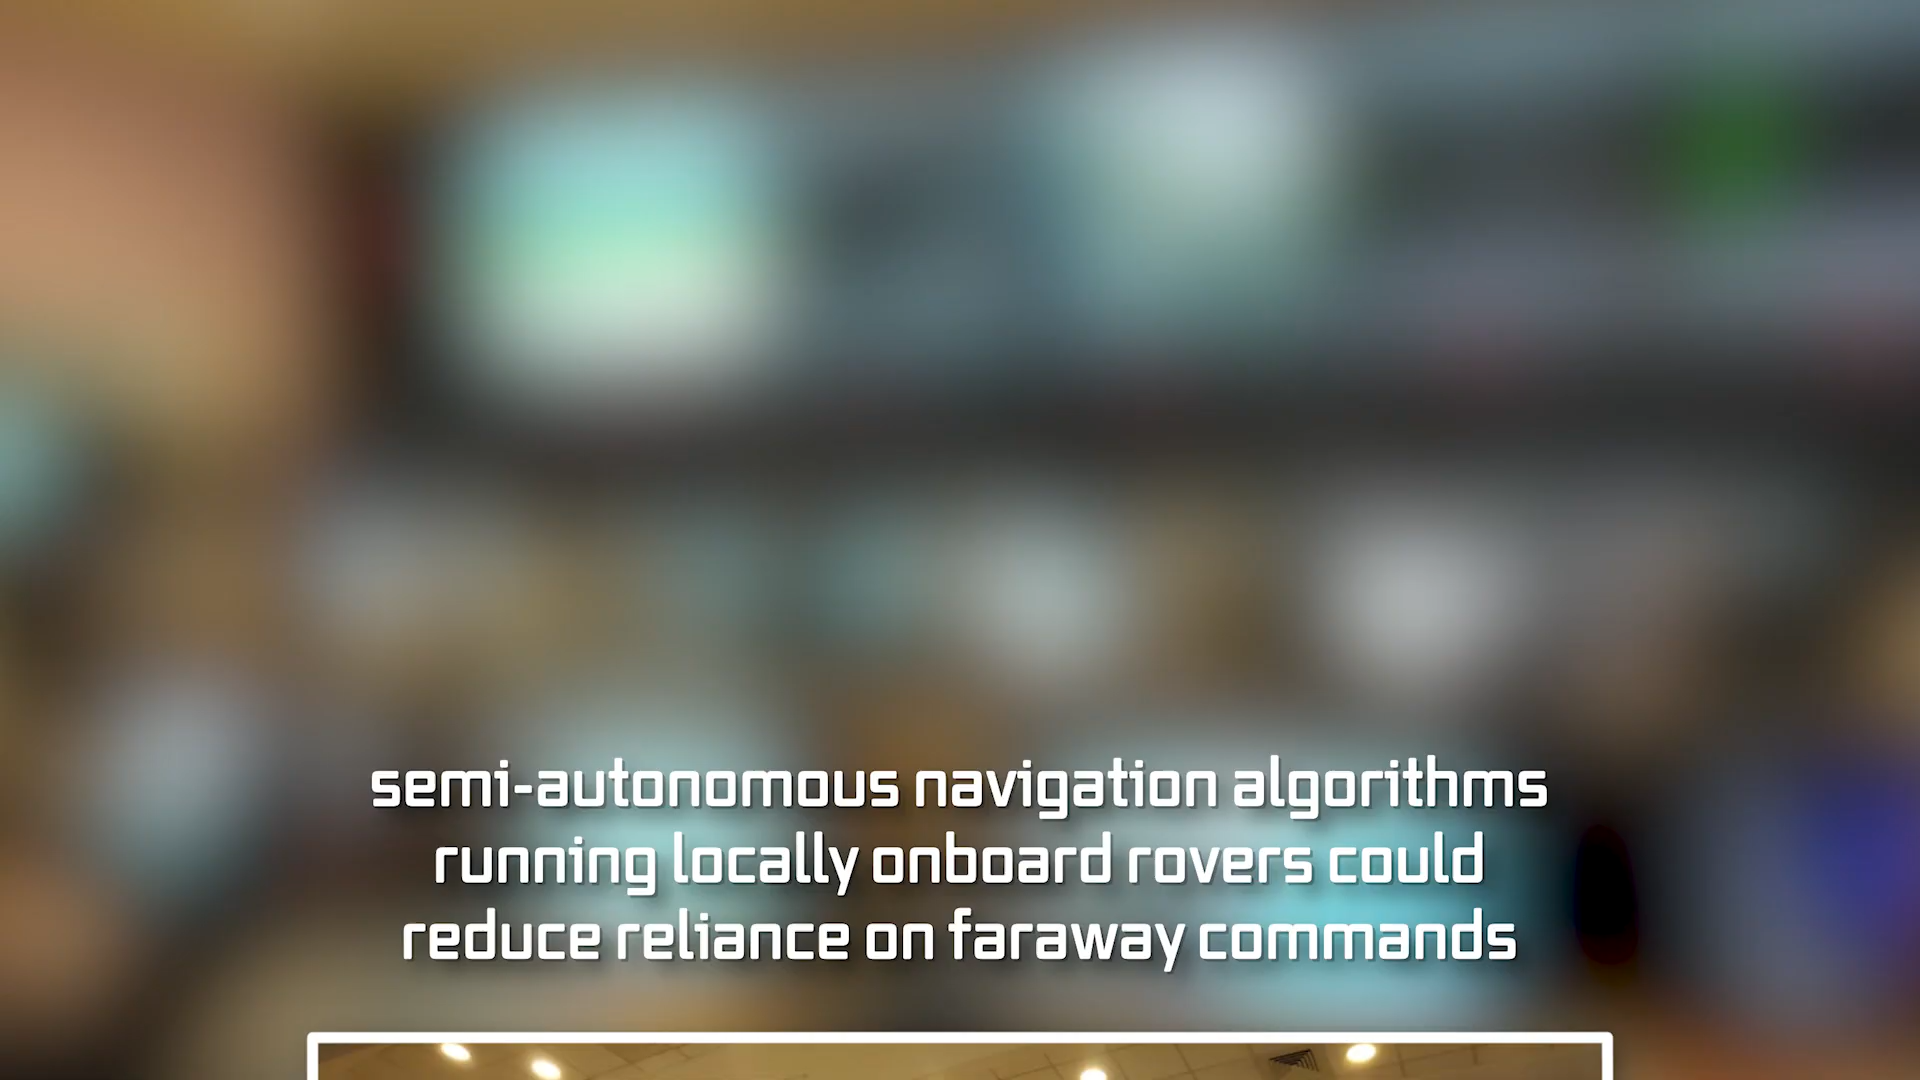 semi-autonomous navigation algorithms
running locally onboard rovers could
reduce reliance on faraway commands